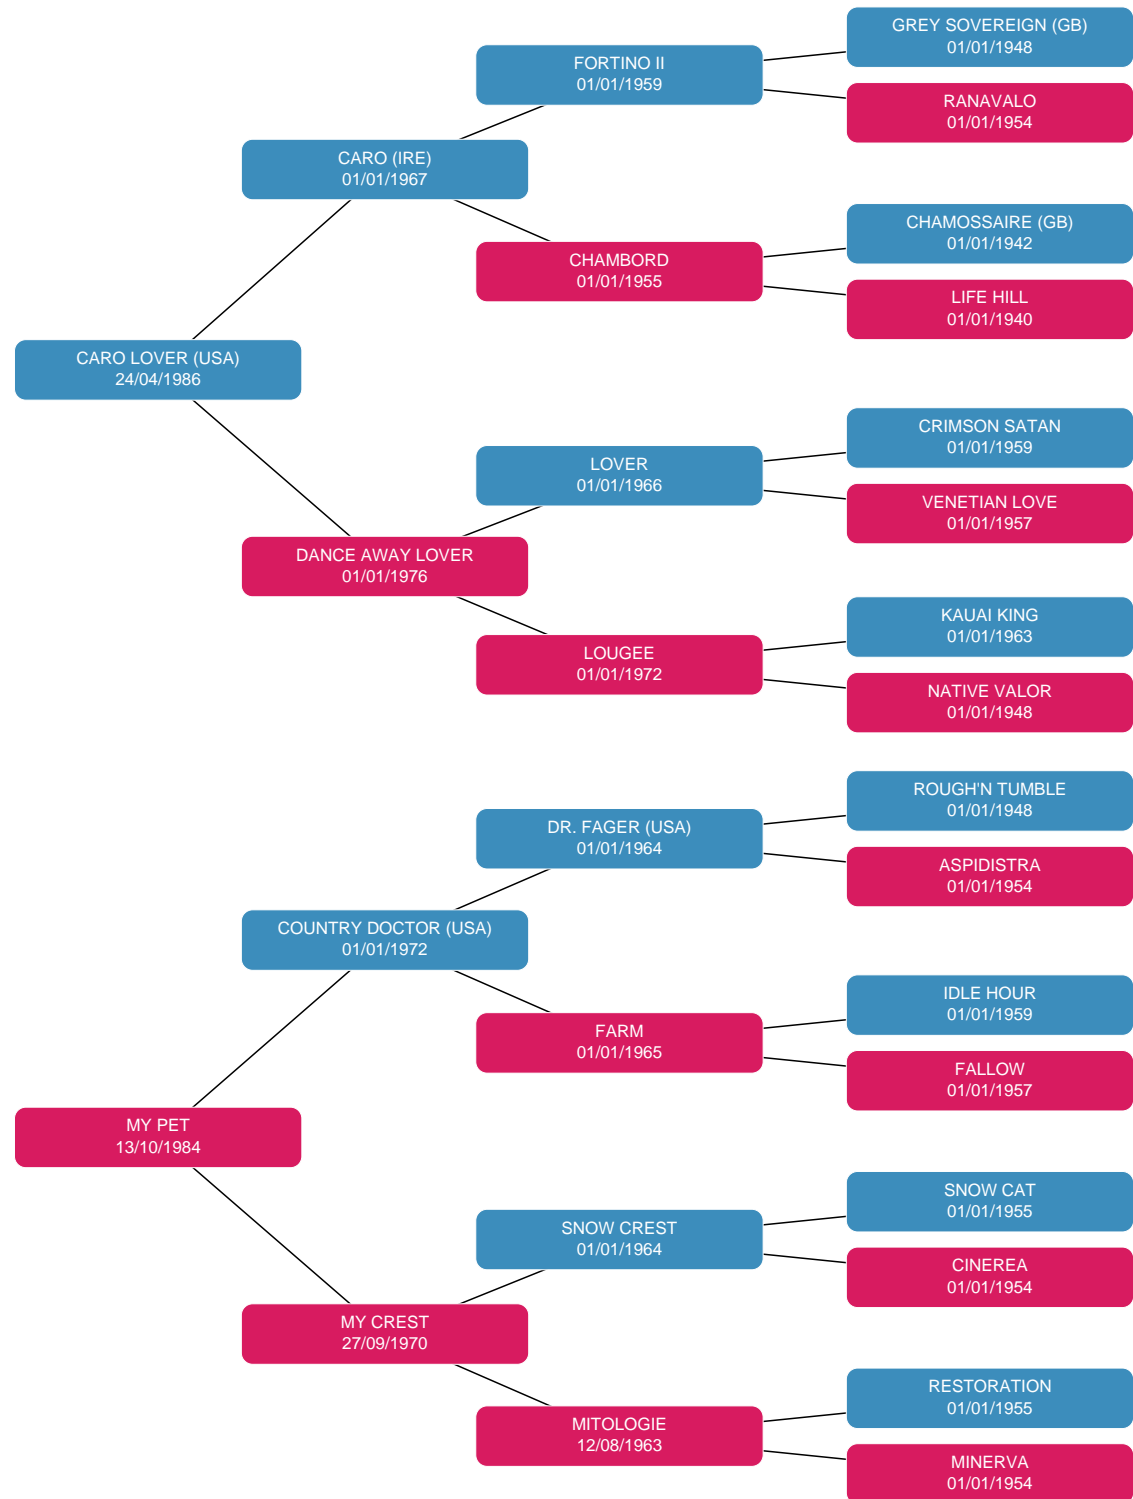 GREY SOVEREIGN (GB)
01/01/1948
FORTINO II
01/01/1959
RANAVALO
01/01/1954
CARO (IRE)
01/01/1967
CHAMOSSAIRE (GB)
01/01/1942
CHAMBORD
01/01/1955
LIFE HILL
01/01/1940
CARO LOVER (USA)
24/04/1986
CRIMSON SATAN
01/01/1959
LOVER
01/01/1966
VENETIAN LOVE
01/01/1957
DANCE AWAY LOVER
01/01/1976
KAUAI KING
01/01/1963
LOUGEE
01/01/1972
NATIVE VALOR
01/01/1948
ROUGH'N TUMBLE
01/01/1948
DR. FAGER (USA)
01/01/1964
ASPIDISTRA
01/01/1954
COUNTRY DOCTOR (USA)
01/01/1972
IDLE HOUR
01/01/1959
FARM
01/01/1965
FALLOW
01/01/1957
MY PET
13/10/1984
SNOW CAT
01/01/1955
SNOW CREST
01/01/1964
CINEREA
01/01/1954
MY CREST
27/09/1970
RESTORATION
01/01/1955
MITOLOGIE
12/08/1963
MINERVA
01/01/1954